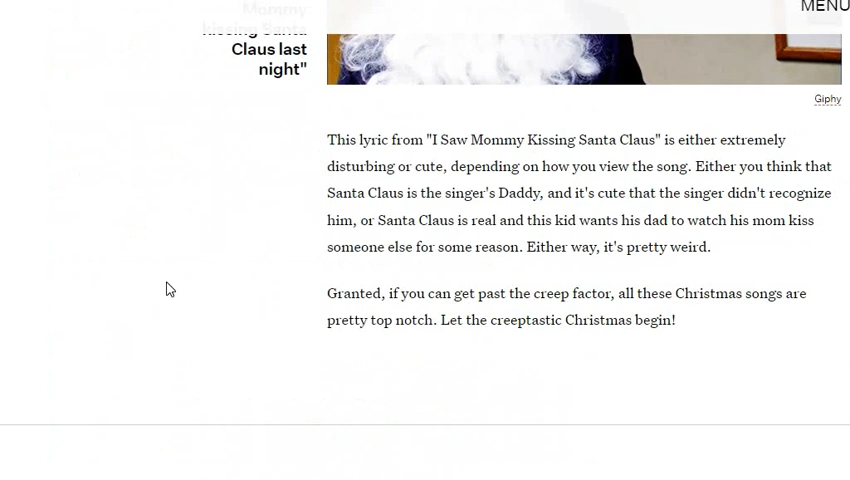 MENU
Mommy
kissing Santa
Claus last
night"
Giphy
This lyric from "I Saw Mommy Kissing Santa Claus" is either extremely
disturbing or cute, depending on how you view the song. Either you think that
Santa Claus is the singer's Daddy, and it's cute that the singer didn't recognize
him, or Santa Claus is real and this kid wants his dad to watch his mom kiss
someone else for some reason. Either way, it's pretty weird.
Granted, if you can get past the creep factor, all these Christmas songs are
pretty top notch. Let the creeptastic Christmas begin!